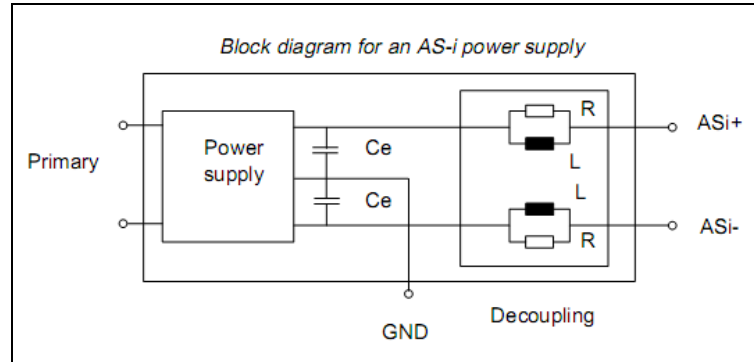 Block diagram for an AS-i power supply
R
ASi+
Ce
Primary
Power
supply
L
L
Ce
R
ASi-
Decoupling
GND